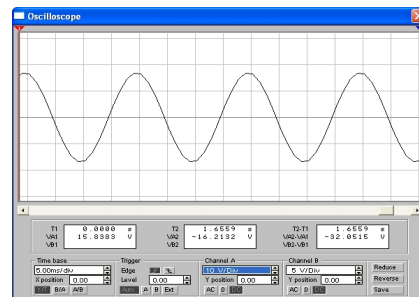 Oscilloscope
T1 0.0000 s T2 1.6559 s T2-T1 1.6559 s
VA1 15.8383 V VA2 -16.2132 V VA2-VA1 -32.0515 V
VB1 VB2 VB2-VB1
Time base Trigger Channel A Channel B
5.00ms/div Edge 10 V/Div 5 V/Div Reduce
X position 0.00 Level 0.00 Y position 0.00 Y position 0.00 Reverse
Y/T B/A A/B Auto A B Ext AC 0 DC AC 0 DC Save